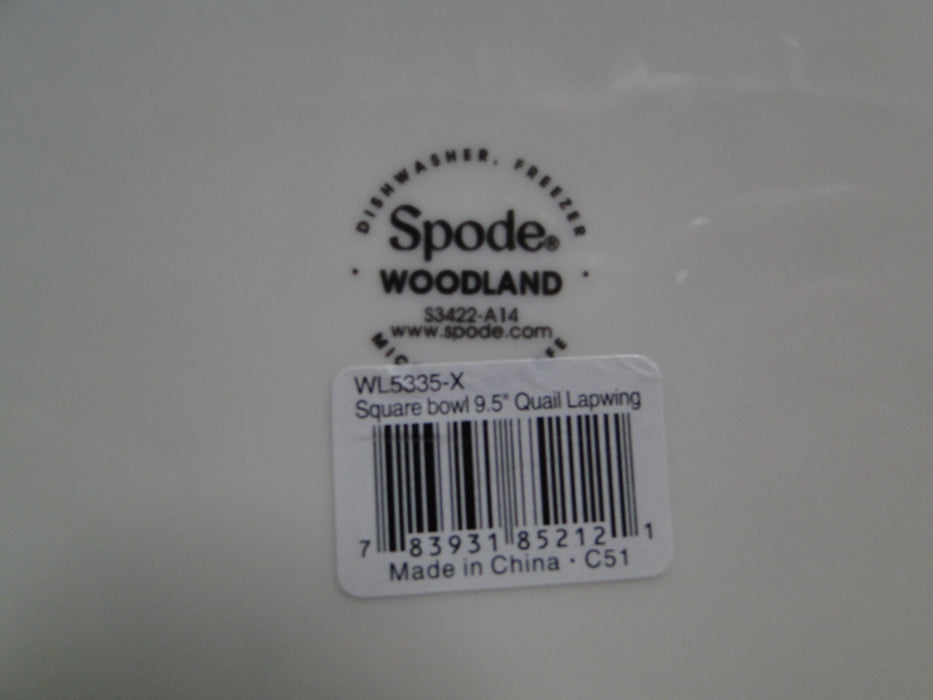 DISHWASHER, FREEZER
Spode®
· WOODLAND ·
S3422-A14
www.spode.com
WL5335-X
Square bowl 9.5" Quail Lapwing
7 83931 85212 1
Made in China · C51